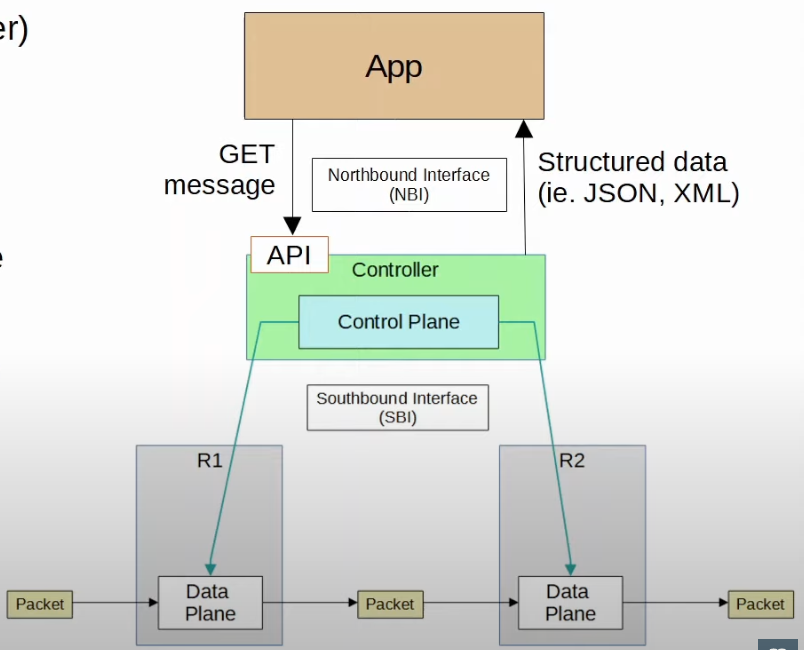 er)
App
GET
message
Northbound Interface
(NBI)
Structured data
(ie. JSON, XML)
e
API
Controller
Control Plane
Southbound Interface
(SBI)
R1
R2
Packet
Data
Plane
Packet
Data
Plane
Packet